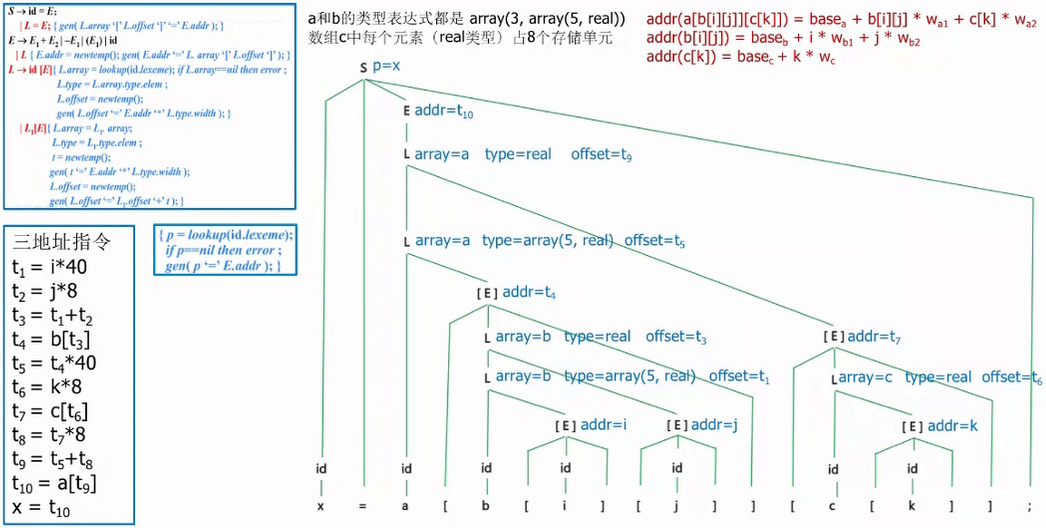 S → id = E;
| L = E; { gen( L.array '[' L.offset ']' '=' E.addr ); }
E → E₁ + E₂ | −E₁ | (E₁) | id
| L { E.addr = newtemp(); gen( E.addr '=' L. array '[' L.offset ']' ); }
L → id [E]{ L.array = lookup(id.lexeme); if L.array==nil then error ;
L.type = L.array.type.elem ;
L.offset = newtemp();
gen( L.offset '=' E.addr '*' L.type.width ); }
| L₁[E]{ L.array = L₁. array;
L.type = L₁.type.elem ;
t = newtemp();
gen( t '=' E.addr '*' L.type.width );
L.offset = newtemp();
gen( L.offset '=' L₁.offset '+' t ); }
{ p = lookup(id.lexeme);
if p==nil then error ;
gen( p '=' E.addr ); }
三地址指令
t₁ = i*40
t₂ = j*8
t₃ = t₁+t₂
t₄ = b[t₃]
t₅ = t₄*40
t₆ = k*8
t₇ = c[t₆]
t₈ = t₇*8
t₉ = t₅+t₈
t₁₀ = a[t₉]
x = t₁₀
a和b的类型表达式都是 array(3, array(5, real))
数组c中每个元素（real类型）占8个存储单元
addr(a[b[i][j]][c[k]]) = baseₐ + b[i][j] * wₐ₁ + c[k] * wₐ₂
addr(b[i][j]) = base_b + i * w_b1 + j * w_b2
addr(c[k]) = base_c + k * w_c
S p=x
E addr=t₁₀
L array=a type=real offset=t₉
L array=a type=array(5, real) offset=t₅
[ E ] addr=t₄
L array=b type=real offset=t₃
[ E ] addr=t₇
L array=b type=array(5, real) offset=t₁
L array=c type=real offset=t₆
[ E ] addr=i
[ E ] addr=j
[ E ] addr=k
id id id id id id id
x = a [ b [ i ] [ j ] ] [ c [ k ] ] ;